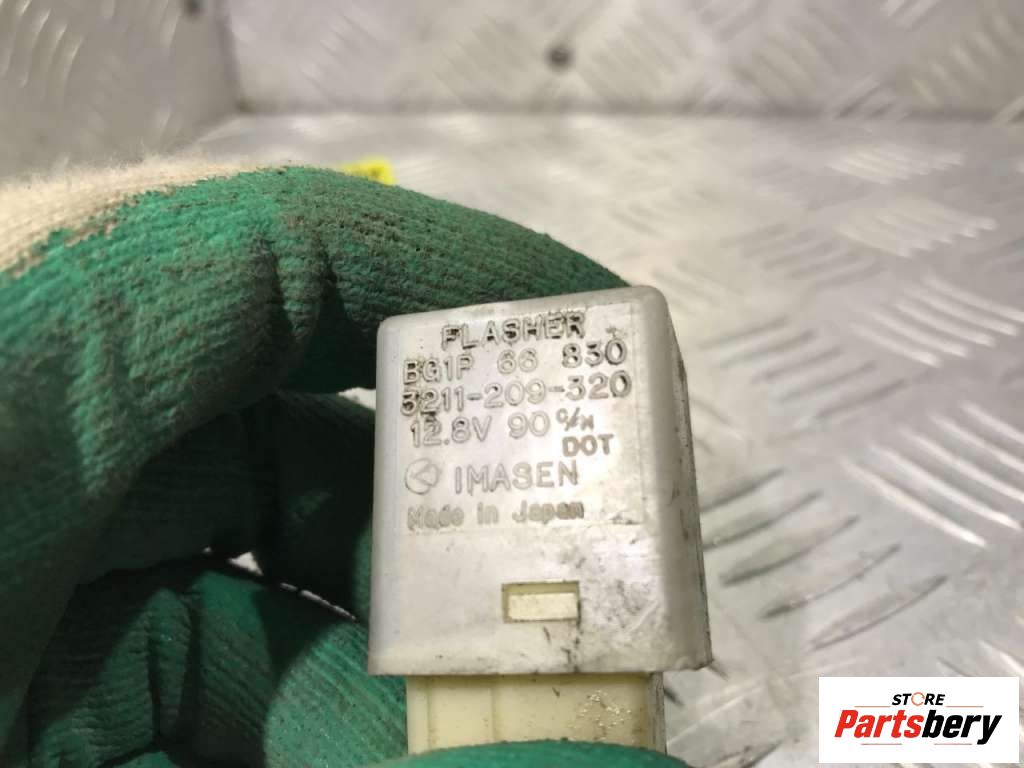 FLASHER
BG1P 66 830
3211-209-320
12.8V 90 C/M
DOT
IMASEN
Made in Japan
STORE
Partsbery